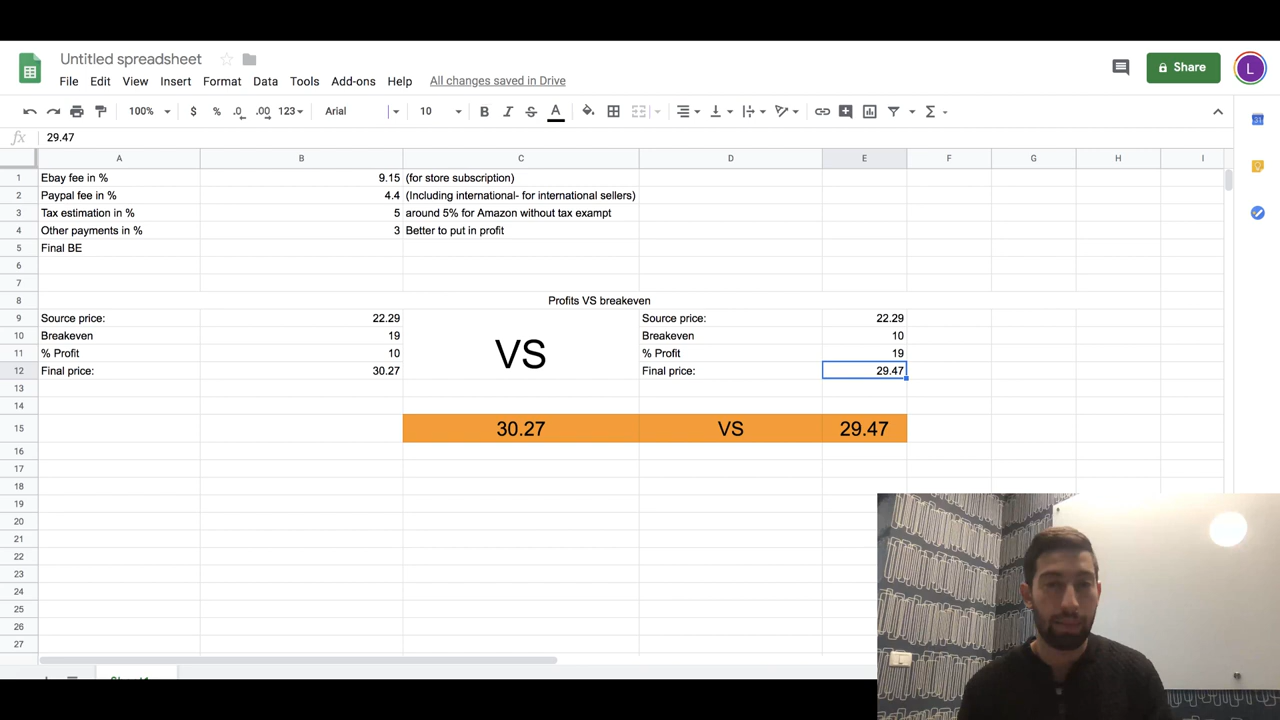 Untitled spreadsheet
File Edit View Insert Format Data Tools Add-ons Help All changes saved in Drive
Share L
100% $ % .0 .00 123 Arial 10 B I S A Σ
fx 29.47
A B C D E F G H I
1 Ebay fee in % 9.15 (for store subscription)
2 Paypal fee in % 4.4 (Including international- for international sellers)
3 Tax estimation in % 5 around 5% for Amazon without tax exampt
4 Other payments in % 3 Better to put in profit
5 Final BE
6
7
8 Profits VS breakeven
9 Source price: 22.29 Source price: 22.29
10 Breakeven 19 VS Breakeven 10
11 % Profit 10 % Profit 19
12 Final price: 30.27 Final price: 29.47
13
14
15 30.27 VS 29.47
16
17
18
19
20
21
22
23
24
25
26
27